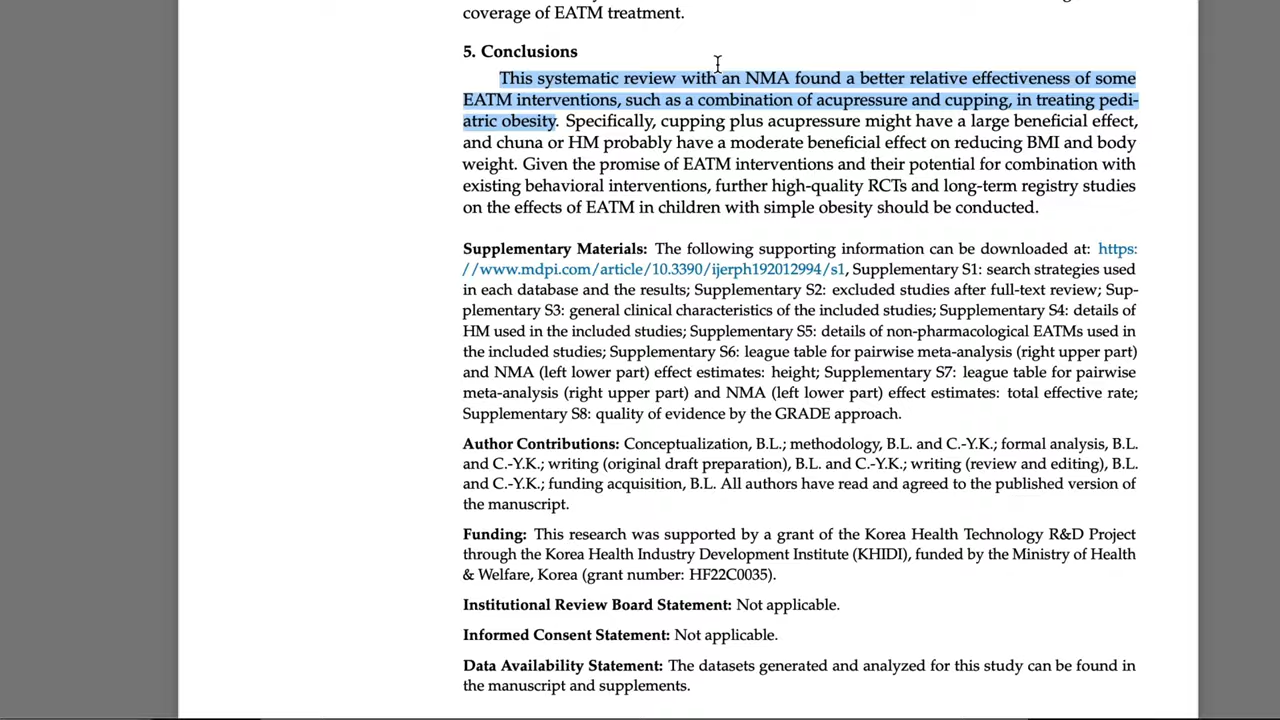 coverage of EATM treatment.
5. Conclusions
This systematic review with an NMA found a better relative effectiveness of some
EATM interventions, such as a combination of acupressure and cupping, in treating pedi-
atric obesity. Specifically, cupping plus acupressure might have a large beneficial effect,
and chuna or HM probably have a moderate beneficial effect on reducing BMI and body
weight. Given the promise of EATM interventions and their potential for combination with
existing behavioral interventions, further high-quality RCTs and long-term registry studies
on the effects of EATM in children with simple obesity should be conducted.
Supplementary Materials: The following supporting information can be downloaded at: https:
//www.mdpi.com/article/10.3390/ijerph192012994/s1, Supplementary S1: search strategies used
in each database and the results; Supplementary S2: excluded studies after full-text review; Sup-
plementary S3: general clinical characteristics of the included studies; Supplementary S4: details of
HM used in the included studies; Supplementary S5: details of non-pharmacological EATMs used in
the included studies; Supplementary S6: league table for pairwise meta-analysis (right upper part)
and NMA (left lower part) effect estimates: height; Supplementary S7: league table for pairwise
meta-analysis (right upper part) and NMA (left lower part) effect estimates: total effective rate;
Supplementary S8: quality of evidence by the GRADE approach.
Author Contributions: Conceptualization, B.L.; methodology, B.L. and C.-Y.K.; formal analysis, B.L.
and C.-Y.K.; writing (original draft preparation), B.L. and C.-Y.K.; writing (review and editing), B.L.
and C.-Y.K.; funding acquisition, B.L. All authors have read and agreed to the published version of
the manuscript.
Funding: This research was supported by a grant of the Korea Health Technology R&D Project
through the Korea Health Industry Development Institute (KHIDI), funded by the Ministry of Health
& Welfare, Korea (grant number: HF22C0035).
Institutional Review Board Statement: Not applicable.
Informed Consent Statement: Not applicable.
Data Availability Statement: The datasets generated and analyzed for this study can be found in
the manuscript and supplements.